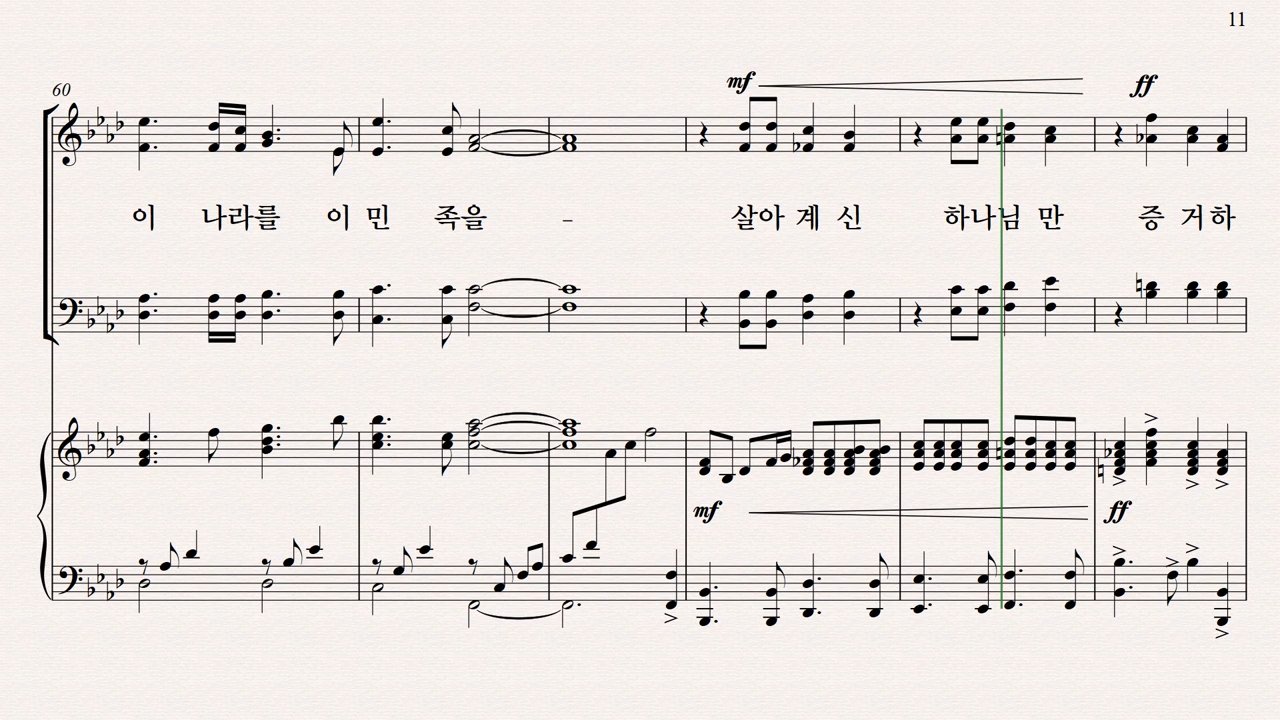 11
60
mf ff
이 나라를 이 민 족을 - 살아 계 신 하나님 만 증 거하
mf ff